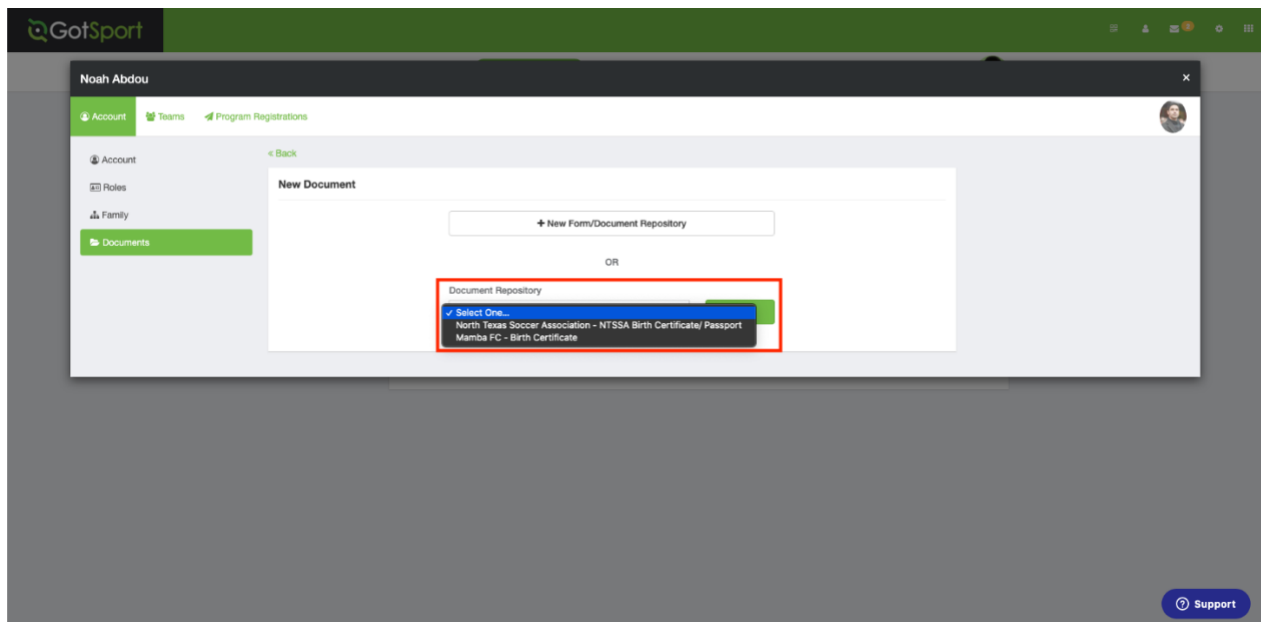 GotSport
Noah Abdou
×
Account
Teams
Program Registrations
Account
Roles
Family
Documents
< Back
New Document
+ New Form/Document Repository
OR
Document Repository
✓ Select One...
North Texas Soccer Association - NTSSA Birth Certificate/ Passport
Mamba FC - Birth Certificate
Support